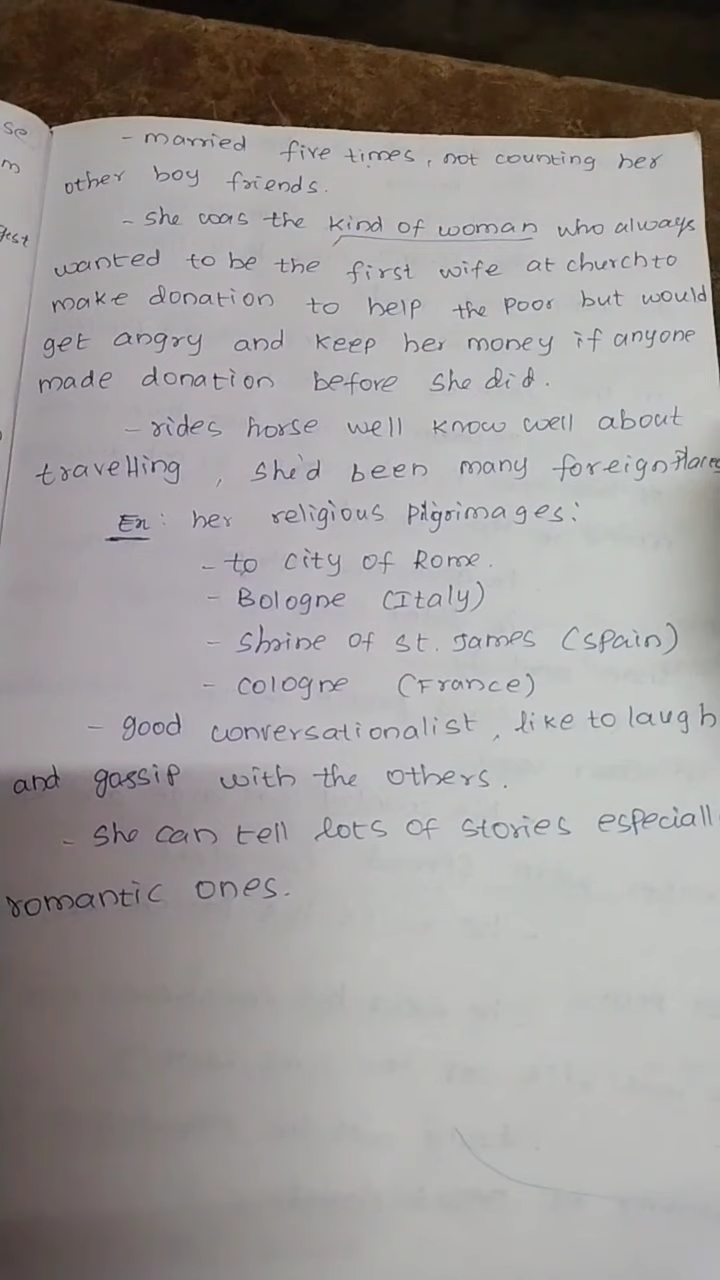 se
- married five times, not counting her
m
other boy friends.
- she was the kind of woman who always
wanted to be the first wife at church to
make donation to help the poor but would
get angry and keep her money if anyone
made donation before she did.
- rides horse well know well about
travelling, she'd been many foreign places
Ex: her religious pilgrimages:
- to city of Rome.
- Bologne (Italy)
- shrine of st. James (spain)
- cologne (France)
- good conversationalist, like to laugh
and gassip with the others.
- she can tell lots of stories especiall
romantic ones.